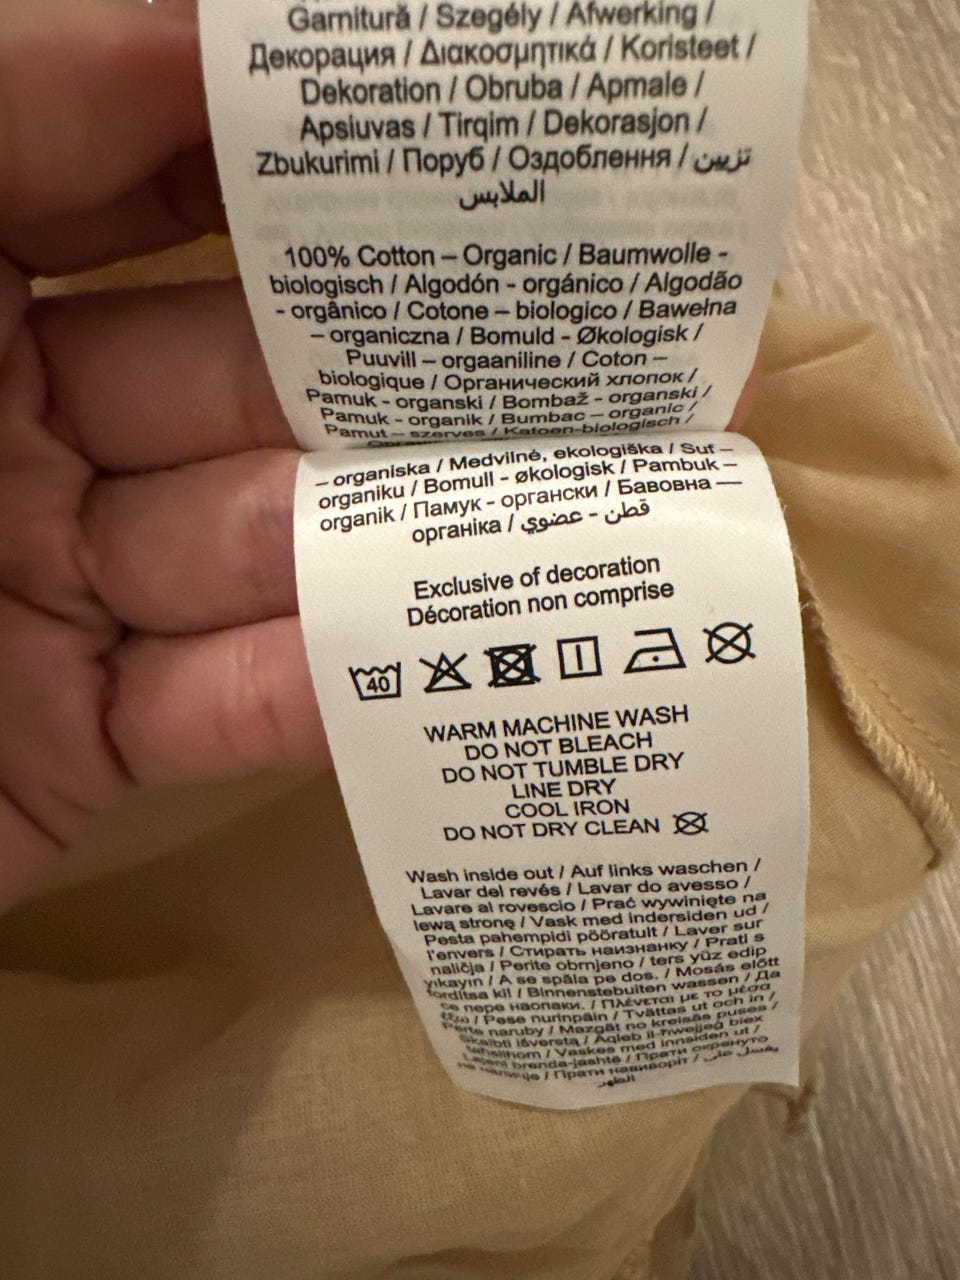 Garnitură / Szegély / Afwerking /
Декорация / Διακοσμητικά / Koristeet /
Dekoration / Obruba / Apmale /
Apsiuvas / Tirqim / Dekorasjon /
Zbukurimi / Поруб / Оздоблення / تزيين
الملابس
100% Cotton – Organic / Baumwolle -
biologisch / Algodón - orgánico / Algodão
- orgânico / Cotone – biologico / Bawełna
– organiczna / Bomuld - Økologisk /
Puuvill – orgaaniline / Coton –
biologique / Органический хлопок /
Pamuk - organski / Bombaž - organski /
Pamuk - organik / Bumbac – organic /
Pamut – szerves / Katoen-biologisch /
– organiska / Medvilnė, ekologiška / Suf –
organiku / Bomull - økologisk / Pambuk –
organik / Памук - органски / Бавовна —
органіка / قطن - عضوي
Exclusive of decoration
Décoration non comprise
40
WARM MACHINE WASH
DO NOT BLEACH
DO NOT TUMBLE DRY
LINE DRY
COOL IRON
DO NOT DRY CLEAN
Wash inside out / Auf links waschen /
Lavar del revés / Lavar do avesso /
Lavare al rovescio / Prać wywinięte na
lewą stronę / Vask med indersiden ud /
Pesta pahempidi pööratult / Laver sur
l'envers / Стирать наизнанку / Prati s
naličja / Perite obrnjeno / ters yüz edip
yıkayın / A se spăla pe dos. / Mosás előtt
fordítsa ki! / Binnenstebuiten wassen / Да
се пере наопаки. / Πλένεται με το μέσα
έξω / Pese nurinpäin / Tvättas ut och in /
Perte naruby / Mazgāt no kreisās puses /
Skalbti išvirkščią / Aqleb il-ħwejjeġ biex
taħsilhom / Vaskes med innsiden ut /
Lajeni brenda-jashtë / Прати окренуто
на наличје / Прати навиворіт / يغسل على
الظهر